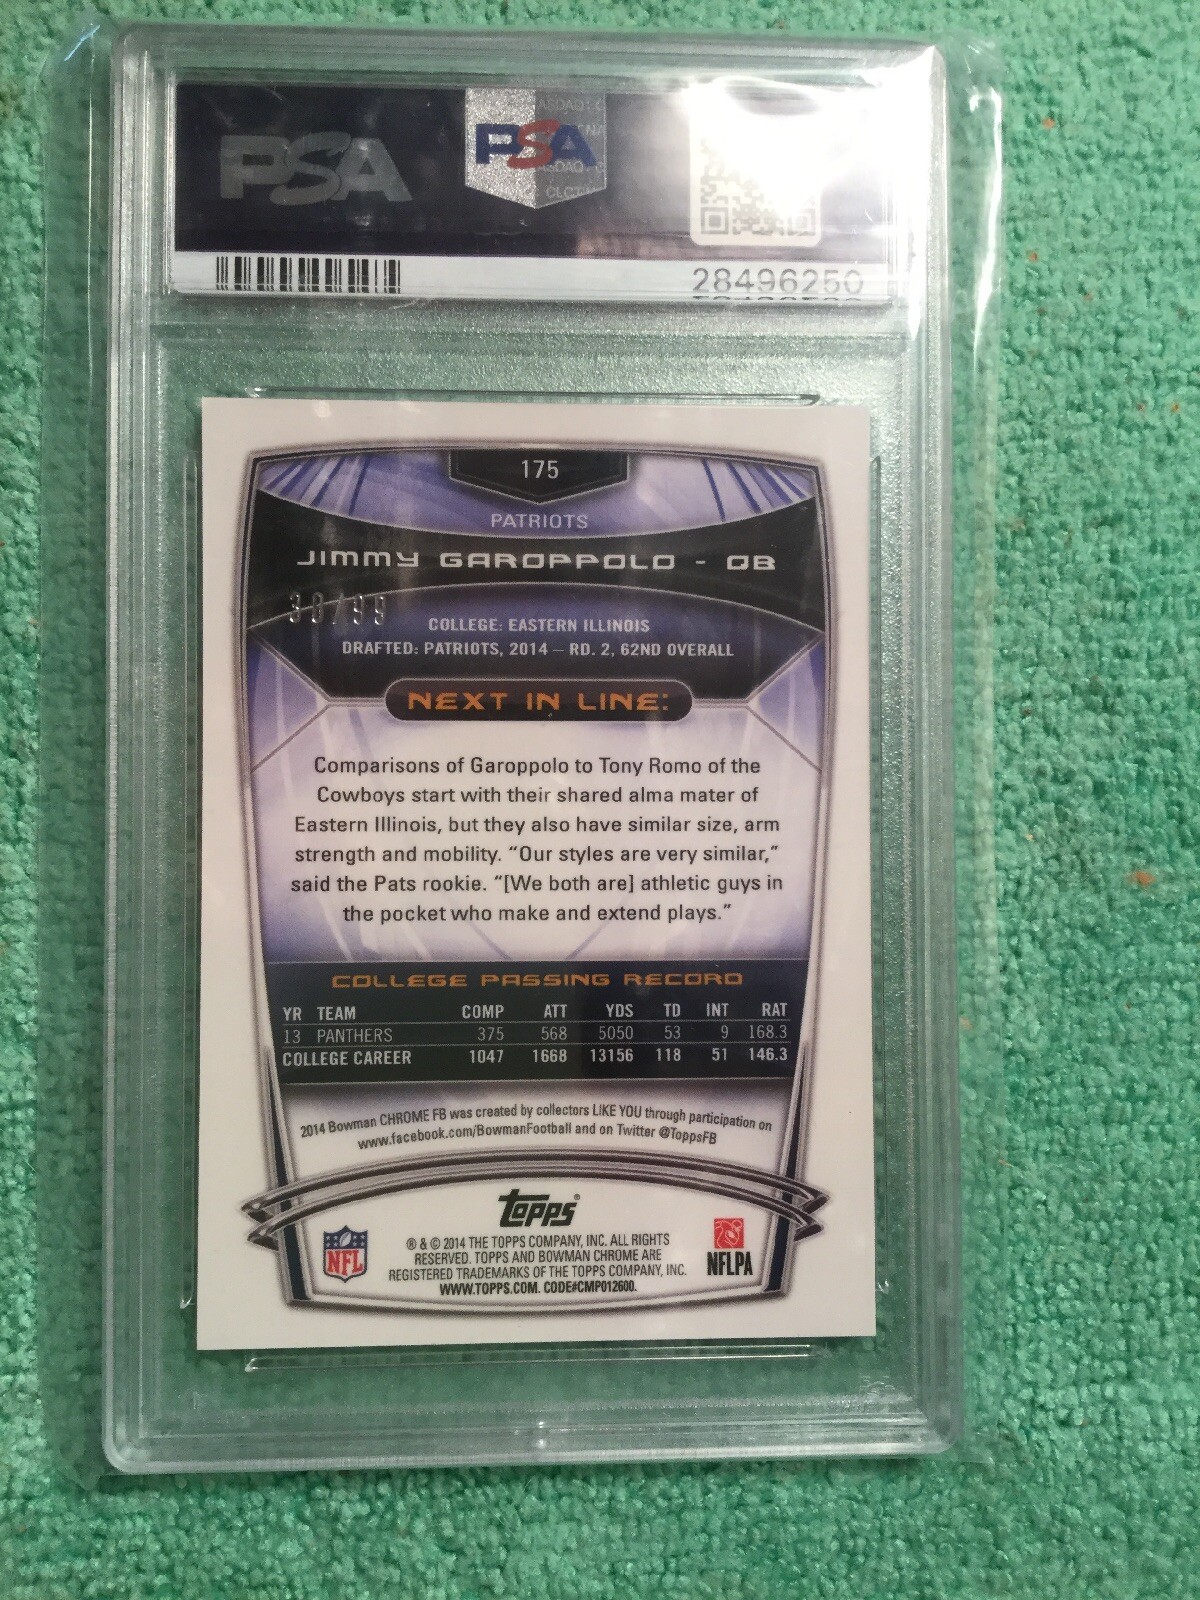 PSA
PSA
28496250
175
PATRIOTS
JIMMY GAROPPOLO - QB
COLLEGE: EASTERN ILLINOIS
DRAFTED: PATRIOTS, 2014 – RD. 2, 62ND OVERALL
NEXT IN LINE:
Comparisons of Garoppolo to Tony Romo of the
Cowboys start with their shared alma mater of
Eastern Illinois, but they also have similar size, arm
strength and mobility. “Our styles are very similar,”
said the Pats rookie. “[We both are] athletic guys in
the pocket who make and extend plays.”
COLLEGE PASSING RECORD
YR TEAM COMP ATT YDS TD INT RAT
13 PANTHERS 375 568 5050 53 9 168.3
COLLEGE CAREER 1047 1668 13156 118 51 146.3
2014 Bowman CHROME FB was created by collectors LIKE YOU through participation on
www.facebook.com/BowmanFootball and on Twitter @ToppsFB
Topps®
® & © 2014 THE TOPPS COMPANY, INC. ALL RIGHTS
RESERVED. TOPPS AND BOWMAN CHROME ARE
REGISTERED TRADEMARKS OF THE TOPPS COMPANY, INC.
WWW.TOPPS.COM. CODE#CMP012600.
NFL
NFLPA